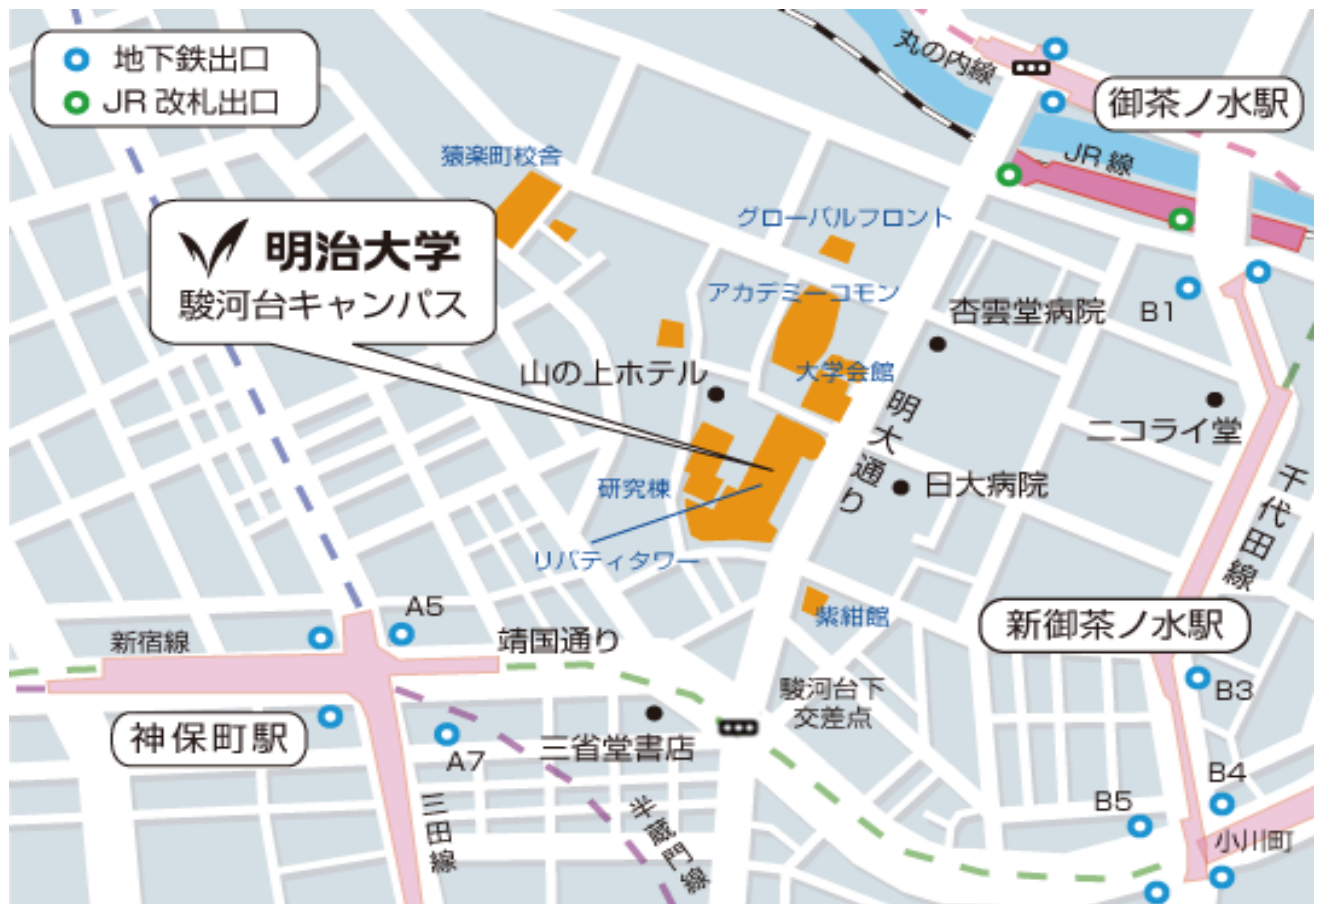 地下鉄出口
JR 改札出口
丸の内線
御茶ノ水駅
JR 線
猿楽町校舎
明治大学
駿河台キャンパス
グローバルフロント
アカデミーコモン
杏雲堂病院
B1
山の上ホテル
大学会館
明大通り
ニコライ堂
研究棟
日大病院
千代田線
リバティタワー
A5
紫紺館
新御茶ノ水駅
新宿線
靖国通り
駿河台下
交差点
B3
神保町駅
三省堂書店
A7
B4
三田線
半蔵門線
B5
小川町